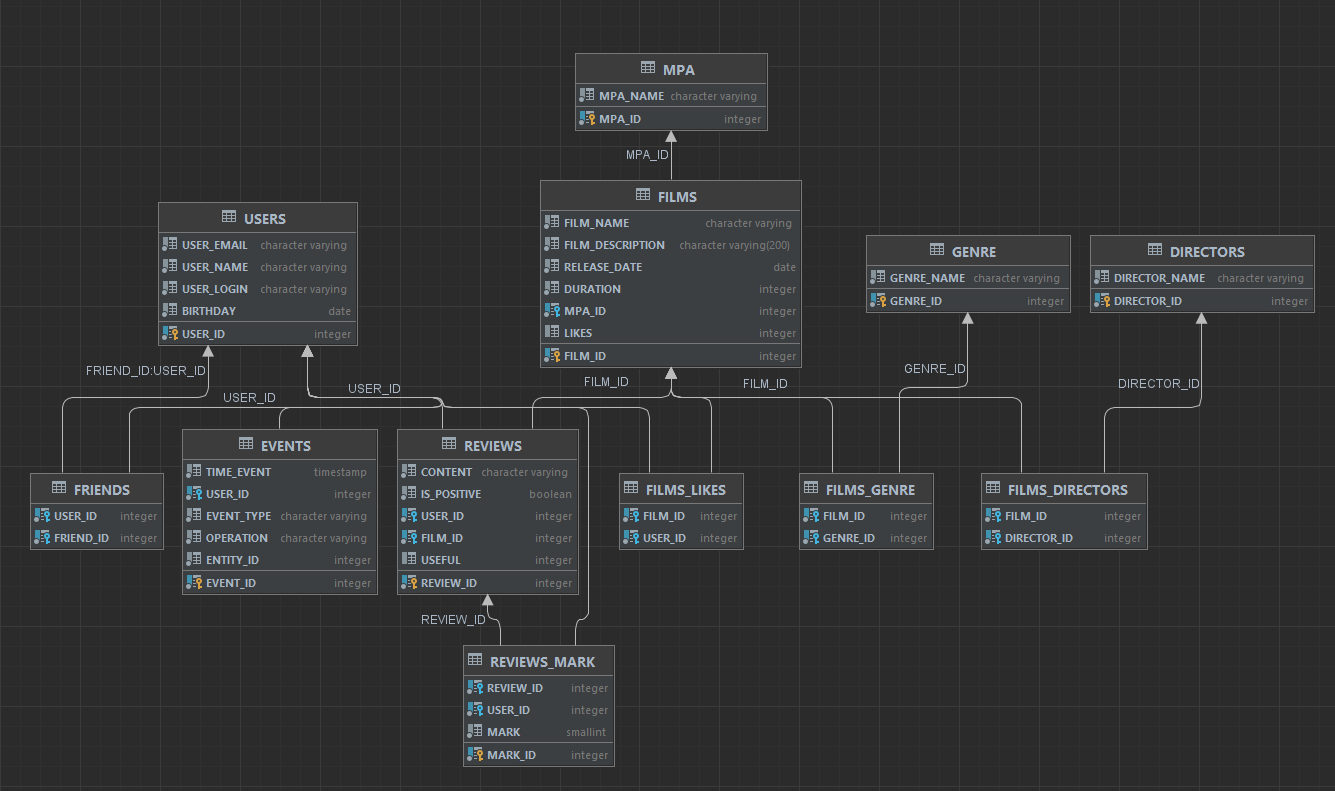 MPA
MPA_NAME character varying
MPA_ID integer
MPA_ID
FILMS
FILM_NAME character varying
FILM_DESCRIPTION character varying(200)
RELEASE_DATE date
DURATION integer
MPA_ID integer
LIKES integer
FILM_ID integer
USERS
USER_EMAIL character varying
USER_NAME character varying
USER_LOGIN character varying
BIRTHDAY date
USER_ID integer
GENRE
GENRE_NAME character varying
GENRE_ID integer
DIRECTORS
DIRECTOR_NAME character varying
DIRECTOR_ID integer
FRIEND_ID:USER_ID
USER_ID
USER_ID
FILM_ID
FILM_ID
GENRE_ID
DIRECTOR_ID
FRIENDS
USER_ID integer
FRIEND_ID integer
EVENTS
TIME_EVENT timestamp
USER_ID integer
EVENT_TYPE character varying
OPERATION character varying
ENTITY_ID integer
EVENT_ID integer
REVIEWS
CONTENT character varying
IS_POSITIVE boolean
USER_ID integer
FILM_ID integer
USEFUL integer
REVIEW_ID integer
FILMS_LIKES
FILM_ID integer
USER_ID integer
FILMS_GENRE
FILM_ID integer
GENRE_ID integer
FILMS_DIRECTORS
FILM_ID integer
DIRECTOR_ID integer
REVIEW_ID
REVIEWS_MARK
REVIEW_ID integer
USER_ID integer
MARK smallint
MARK_ID integer